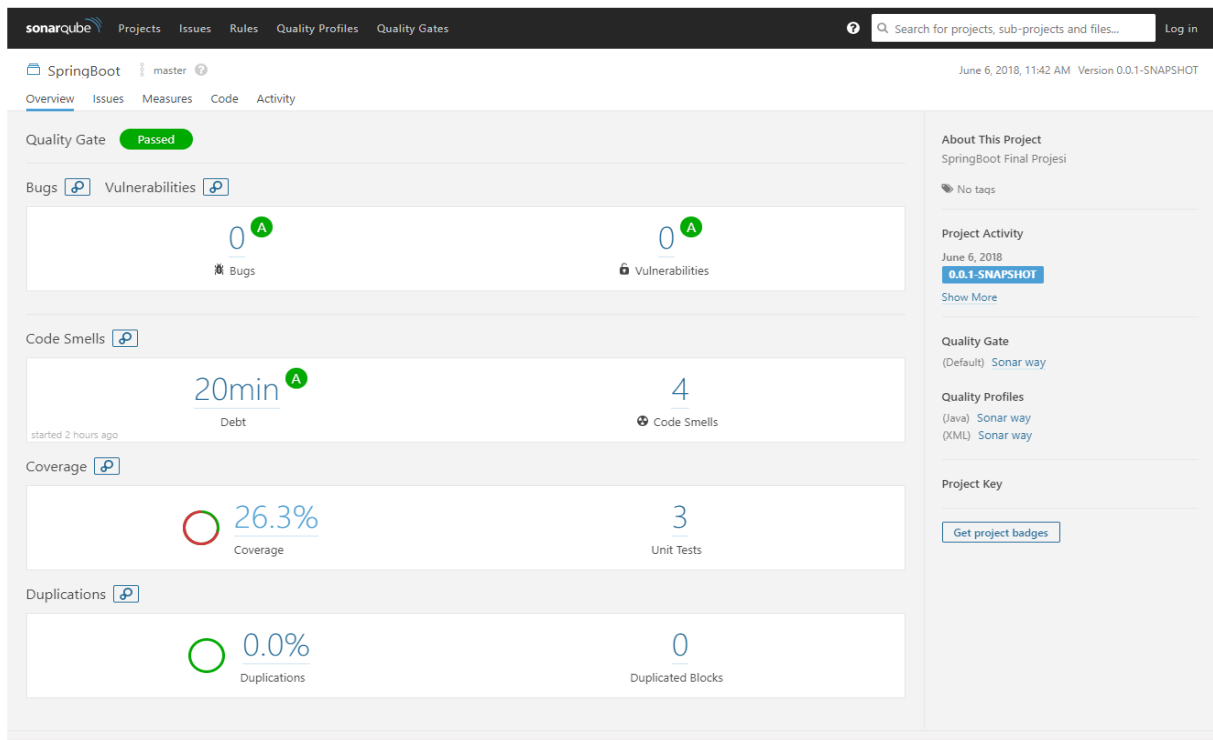 sonarqube Projects Issues Rules Quality Profiles Quality Gates ? Search for projects, sub-projects and files... Log in
SpringBoot master ? June 6, 2018, 11:42 AM Version 0.0.1-SNAPSHOT
Overview Issues Measures Code Activity
Quality Gate Passed
Bugs Vulnerabilities
0 A 0 A
Bugs Vulnerabilities
Code Smells
20min A 4
Debt Code Smells
started 2 hours ago
Coverage
26.3% 3
Coverage Unit Tests
Duplications
0.0% 0
Duplications Duplicated Blocks
About This Project
SpringBoot Final Projesi
No tags
Project Activity
June 6, 2018
0.0.1-SNAPSHOT
Show More
Quality Gate
(Default) Sonar way
Quality Profiles
(Java) Sonar way
(XML) Sonar way
Project Key
Get project badges